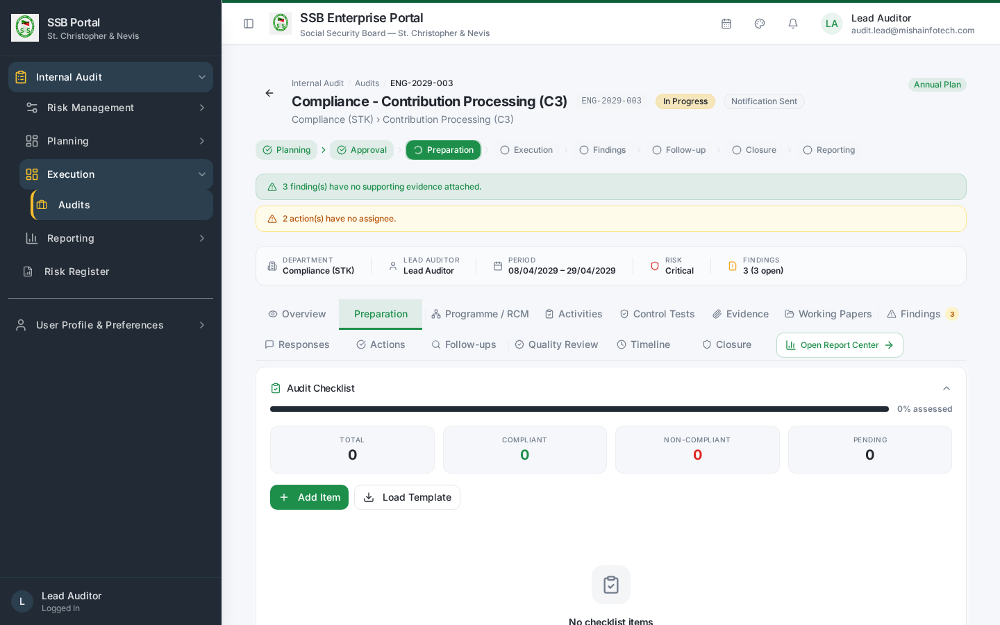 SSB Portal
St. Christopher & Nevis
Internal Audit
Risk Management
Planning
Execution
Audits
Reporting
Risk Register
User Profile & Preferences
L
Lead Auditor
Logged In
SSB Enterprise Portal
Social Security Board — St. Christopher & Nevis
LA
Lead Auditor
audit.lead@mishainfotech.com
Internal Audit / Audits / ENG-2029-003
Annual Plan
Compliance - Contribution Processing (C3) ENG-2029-003 In Progress Notification Sent
Compliance (STK) › Contribution Processing (C3)
Planning Approval Preparation Execution Findings Follow-up Closure Reporting
3 finding(s) have no supporting evidence attached.
2 action(s) have no assignee.
DEPARTMENT
Compliance (STK)
LEAD AUDITOR
Lead Auditor
PERIOD
08/04/2029 – 29/04/2029
RISK
Critical
FINDINGS
3 (3 open)
Overview Preparation Programme / RCM Activities Control Tests Evidence Working Papers Findings 3
Responses Actions Follow-ups Quality Review Timeline Closure Open Report Center
Audit Checklist
0% assessed
TOTAL
0
COMPLIANT
0
NON-COMPLIANT
0
PENDING
0
Add Item Load Template
No checklist items